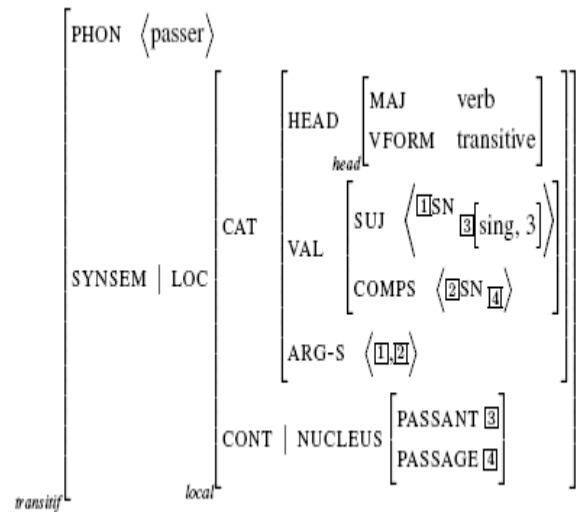 PHON ⟨passer⟩
HEAD MAJ verb
VFORM transitive
head
CAT
SUJ ⟨[1]SN [3][sing, 3]⟩
VAL
SYNSEM | LOC
COMPS ⟨[2]SN [4]⟩
ARG-S ⟨[1],[2]⟩
CONT | NUCLEUS PASSANT [3]
PASSAGE [4]
transitif
local